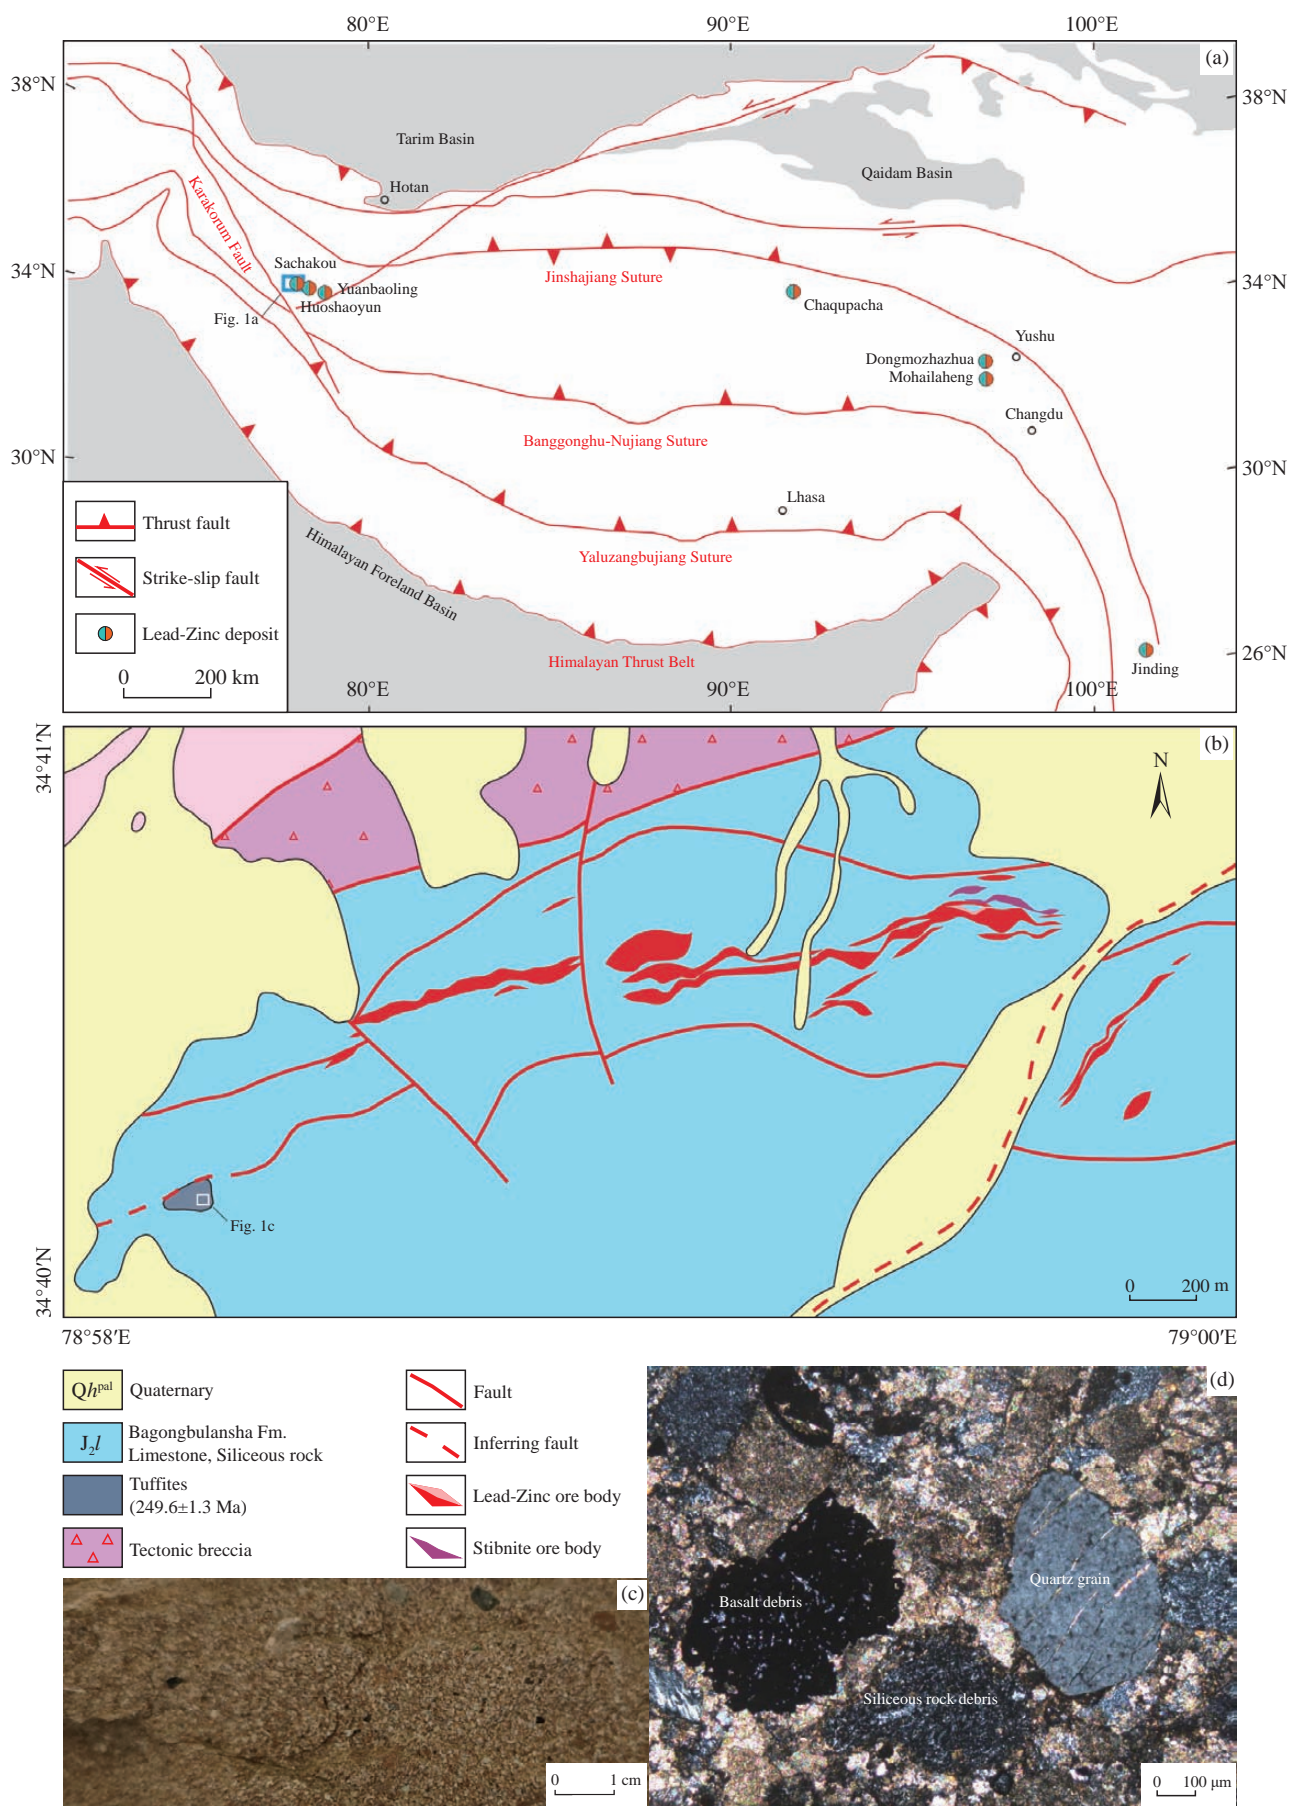 80°E
90°E
100°E
(a)
38°N
38°N
Tarim Basin
Qaidam Basin
Hotan
Karakorum Fault
34°N
34°N
Sachakou
Jinshajiang Suture
Yuanbaoling
Huoshaoyun
Chaqupacha
Fig. 1a
Yushu
Dongmozhazhua
Mohailaheng
Changdu
Banggonghu-Nujiang Suture
30°N
30°N
Lhasa
Thrust fault
Yaluzangbujiang Suture
Himalayan Foreland Basin
Strike-slip fault
Lead-Zinc deposit
Himalayan Thrust Belt
26°N
Jinding
0 200 km
80°E
90°E
100°E
34°41′N
(b)
N
Fig. 1c
34°40′N
0 200 m
78°58′E
79°00′E
Qh^pal Quaternary
J₂l Bagongbulansha Fm.
Limestone, Siliceous rock
Tuffites
(249.6±1.3 Ma)
Tectonic breccia
Fault
Inferring fault
Lead-Zinc ore body
Stibnite ore body
(c)
0 1 cm
(d)
Quartz grain
Basalt debris
Siliceous rock debris
0 100 μm